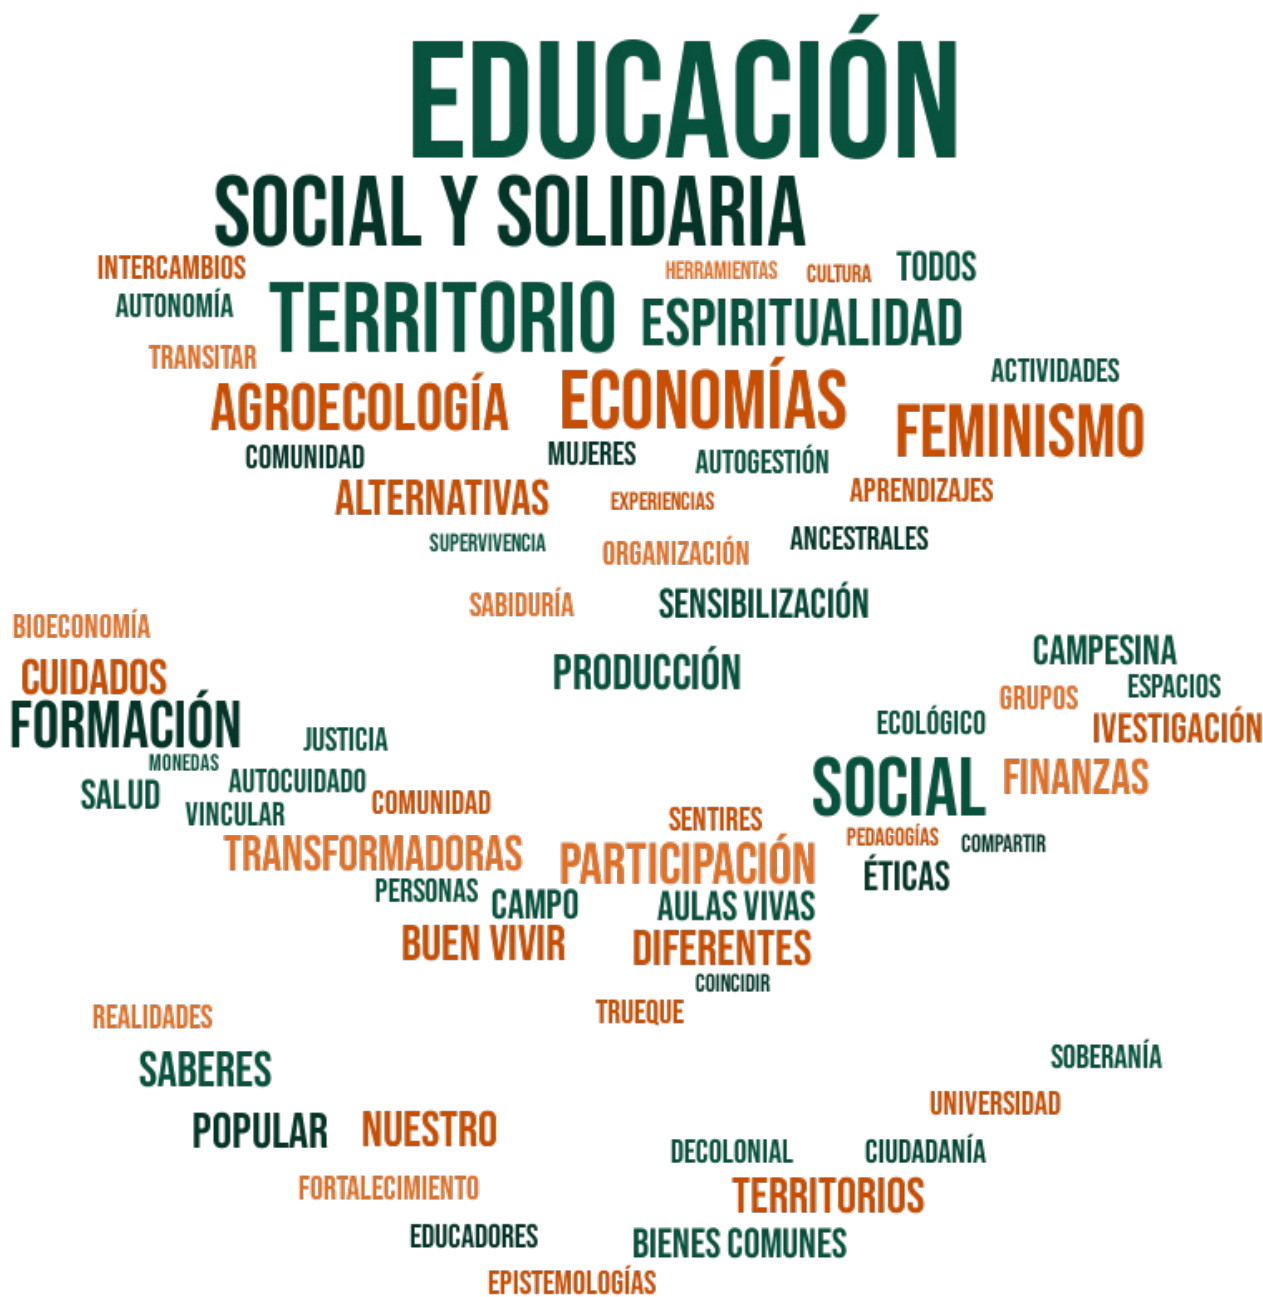 EDUCACIÓN
SOCIAL Y SOLIDARIA
INTERCAMBIOS
HERRAMIENTAS
CULTURA
TODOS
AUTONOMÍA
TERRITORIO
ESPIRITUALIDAD
TRANSITAR
ACTIVIDADES
AGROECOLOGÍA
ECONOMÍAS
FEMINISMO
COMUNIDAD
MUJERES
AUTOGESTIÓN
ALTERNATIVAS
EXPERIENCIAS
APRENDIZAJES
SUPERVIVENCIA
ORGANIZACIÓN
ANCESTRALES
SABIDURÍA
SENSIBILIZACIÓN
BIOECONOMÍA
CAMPESINA
CUIDADOS
PRODUCCIÓN
GRUPOS
ESPACIOS
FORMACIÓN
JUSTICIA
ECOLÓGICO
IVESTIGACIÓN
MONEDAS
SALUD
AUTOCUIDADO
SOCIAL
FINANZAS
VINCULAR
COMUNIDAD
SENTIRES
PEDAGOGÍAS
COMPARTIR
TRANSFORMADORAS
PARTICIPACIÓN
ÉTICAS
PERSONAS
CAMPO
AULAS VIVAS
BUEN VIVIR
DIFERENTES
COINCIDIR
REALIDADES
TRUEQUE
SABERES
SOBERANÍA
UNIVERSIDAD
POPULAR
NUESTRO
DECOLONIAL
CIUDADANÍA
FORTALECIMIENTO
TERRITORIOS
EDUCADORES
BIENES COMUNES
EPISTEMOLOGÍAS